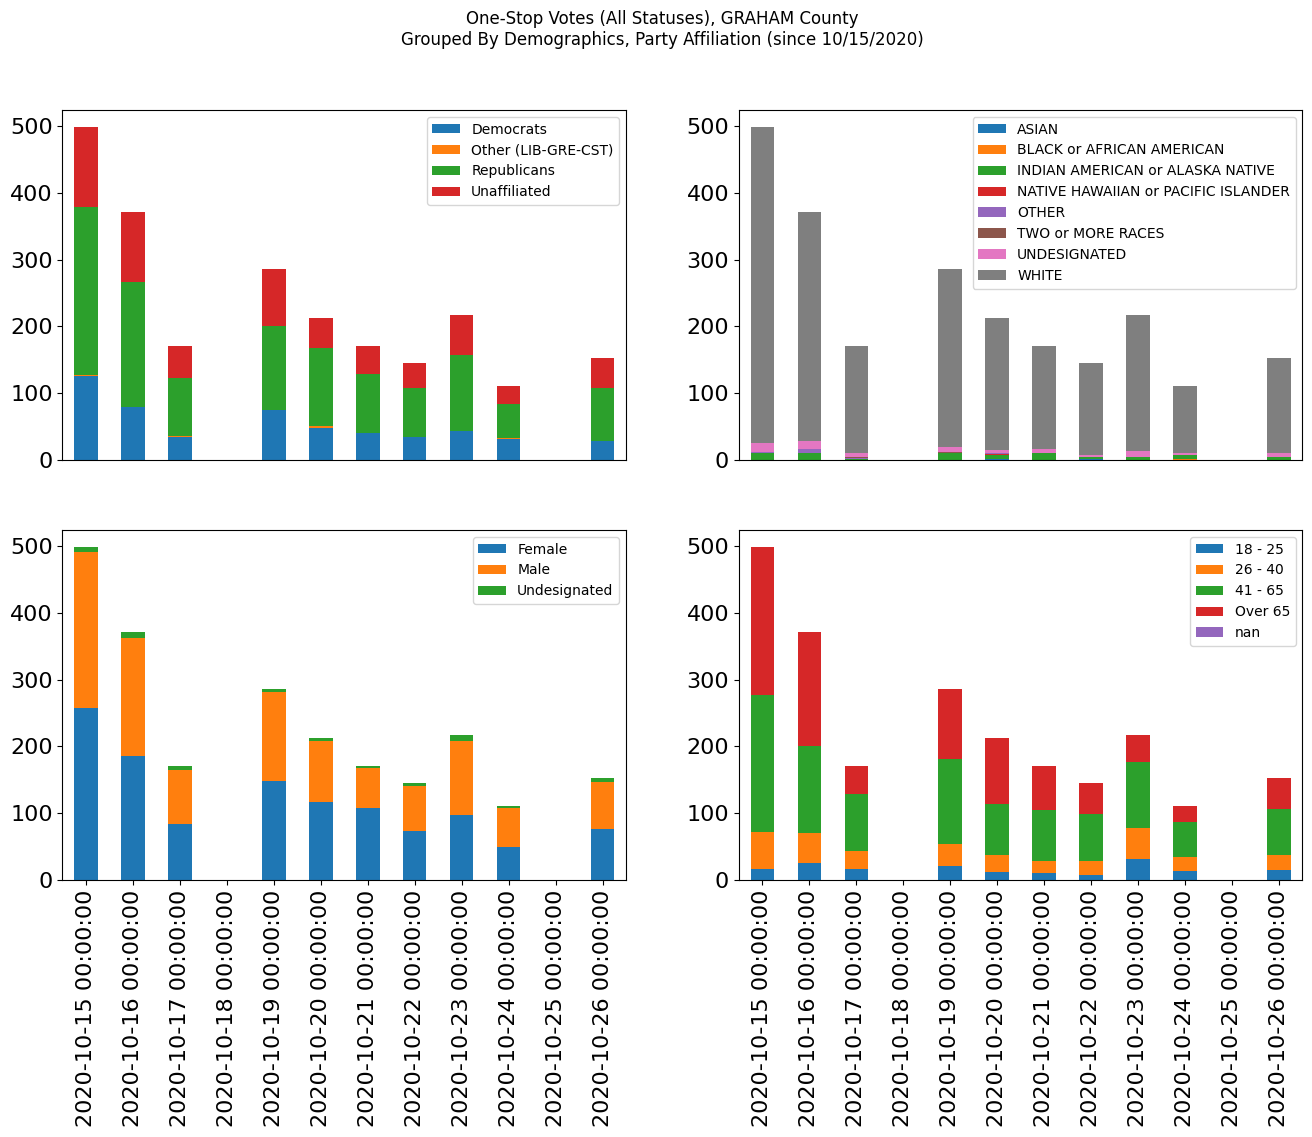 One-Stop Votes (All Statuses), GRAHAM County
Grouped By Demographics, Party Affiliation (since 10/15/2020)
500
400
300
200
100
0
Democrats
Other (LIB-GRE-CST)
Republicans
Unaffiliated
500
400
300
200
100
0
ASIAN
BLACK or AFRICAN AMERICAN
INDIAN AMERICAN or ALASKA NATIVE
NATIVE HAWAIIAN or PACIFIC ISLANDER
OTHER
TWO or MORE RACES
UNDESIGNATED
WHITE
500
400
300
200
100
0
Female
Male
Undesignated
2020-10-15 00:00:00
2020-10-16 00:00:00
2020-10-17 00:00:00
2020-10-18 00:00:00
2020-10-19 00:00:00
2020-10-20 00:00:00
2020-10-21 00:00:00
2020-10-22 00:00:00
2020-10-23 00:00:00
2020-10-24 00:00:00
2020-10-25 00:00:00
2020-10-26 00:00:00
500
400
300
200
100
0
18 - 25
26 - 40
41 - 65
Over 65
nan
2020-10-15 00:00:00
2020-10-16 00:00:00
2020-10-17 00:00:00
2020-10-18 00:00:00
2020-10-19 00:00:00
2020-10-20 00:00:00
2020-10-21 00:00:00
2020-10-22 00:00:00
2020-10-23 00:00:00
2020-10-24 00:00:00
2020-10-25 00:00:00
2020-10-26 00:00:00